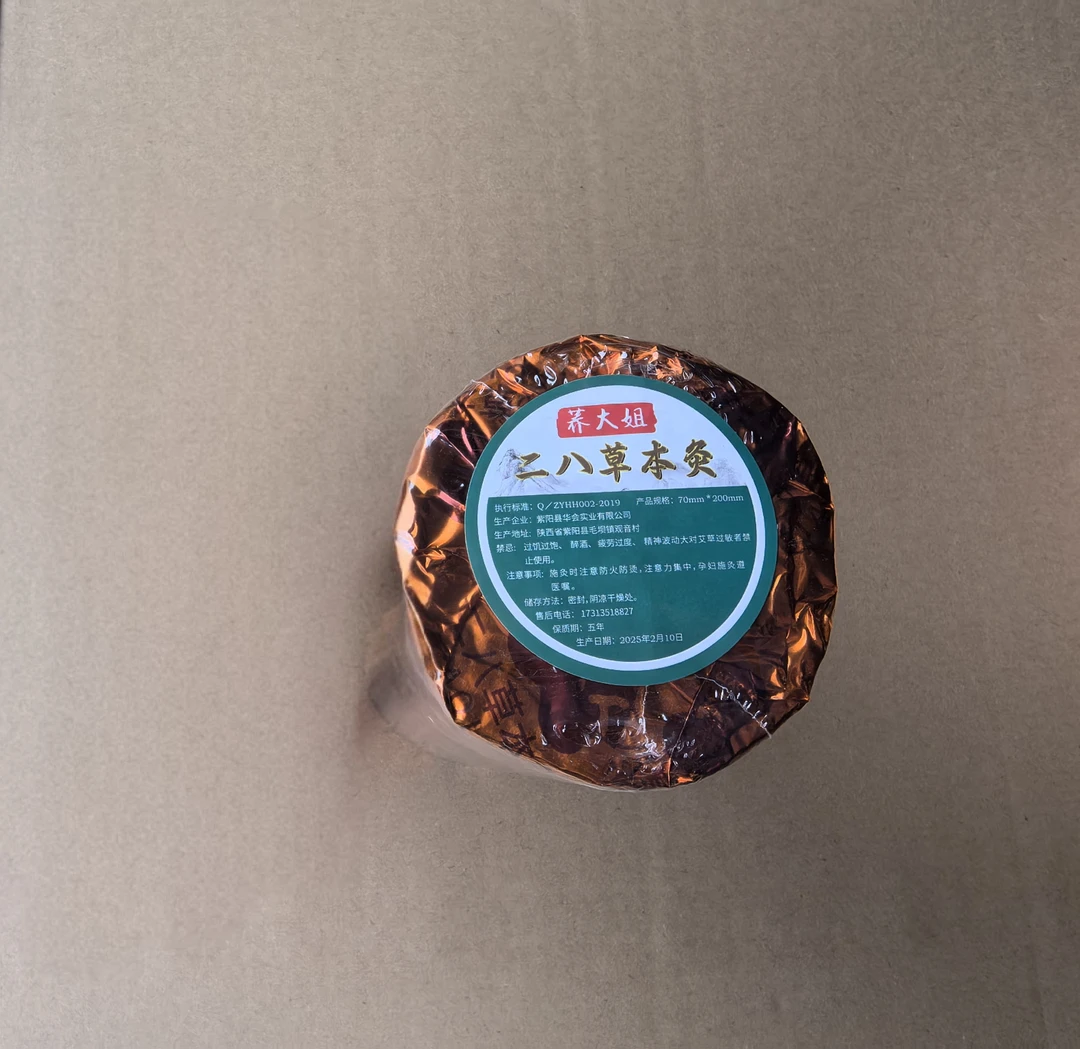 养大姐
二八草本灸
执行标准：Q／ZYHH002-2019 产品规格：70mm*200mm
生产企业：紫阳县华会实业有限公司
生产地址：陕西省紫阳县毛坝镇观音村
禁忌：过饥过饱、醉酒、疲劳过度、精神波动大对艾草过敏者禁
止使用。
注意事项：施灸时注意防火防烫，注意力集中，孕妇施灸遵
医嘱。
储存方法：密封，阴凉干燥处。
售后电话：17313518827
保质期：五年
生产日期：2025年2月10日
八草本